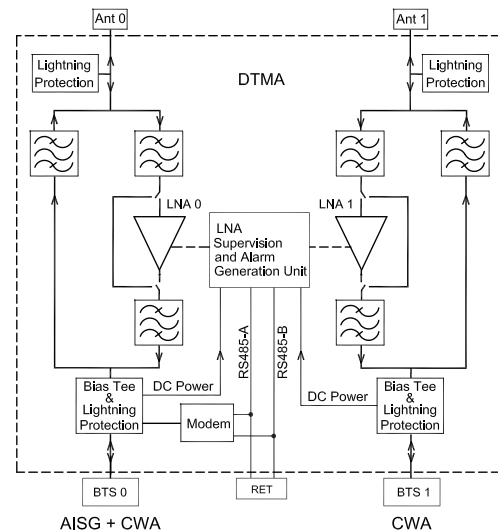 Ant 0
Ant 1
Lightning
Protection
DTMA
Lightning
Protection
LNA 0
LNA 1
LNA
Supervision
and Alarm
Generation Unit
RS485-A
RS485-B
Bias Tee
&
Lightning
Protection
DC Power
Modem
DC Power
Bias Tee
&
Lightning
Protection
BTS 0
RET
BTS 1
AISG + CWA
CWA